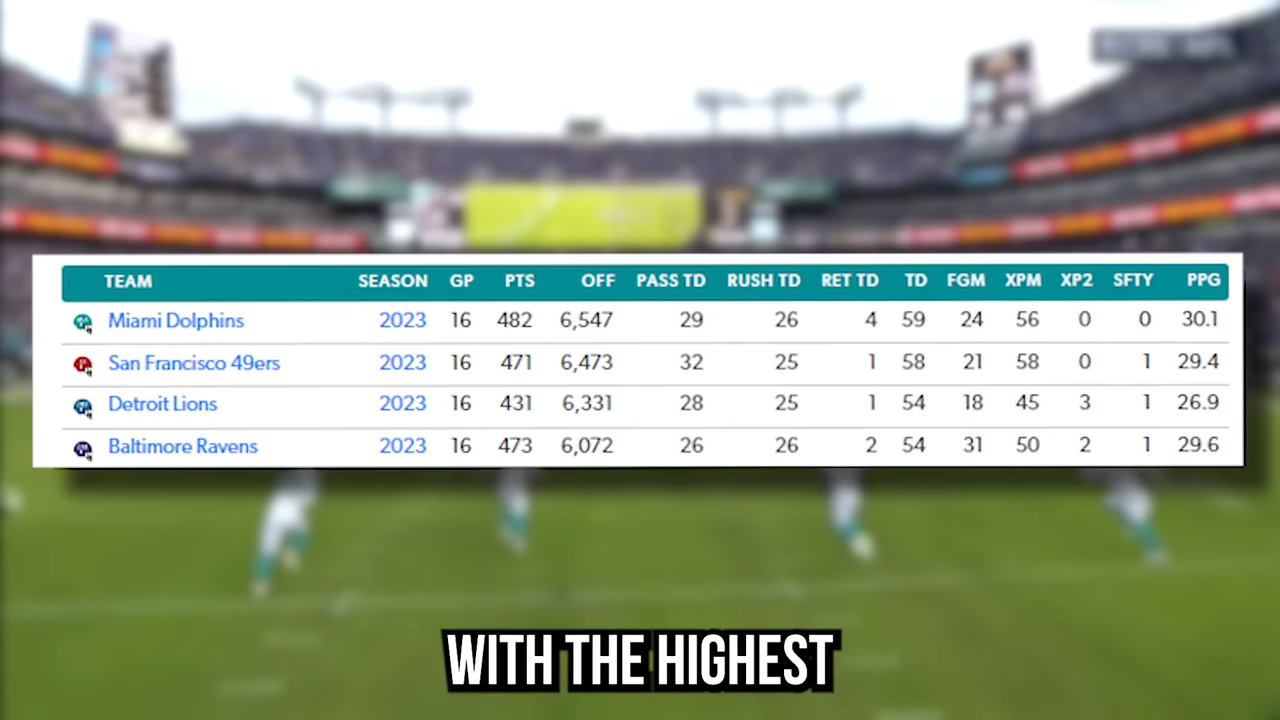 TEAM SEASON GP PTS OFF PASS TD RUSH TD RET TD TD FGM XPM XP2 SFTY PPG
Miami Dolphins 2023 16 482 6,547 29 26 4 59 24 56 0 0 30.1
San Francisco 49ers 2023 16 471 6,473 32 25 1 58 21 58 0 1 29.4
Detroit Lions 2023 16 431 6,331 28 25 1 54 18 45 3 1 26.9
Baltimore Ravens 2023 16 473 6,072 26 26 2 54 31 50 2 1 29.6
WITH THE HIGHEST